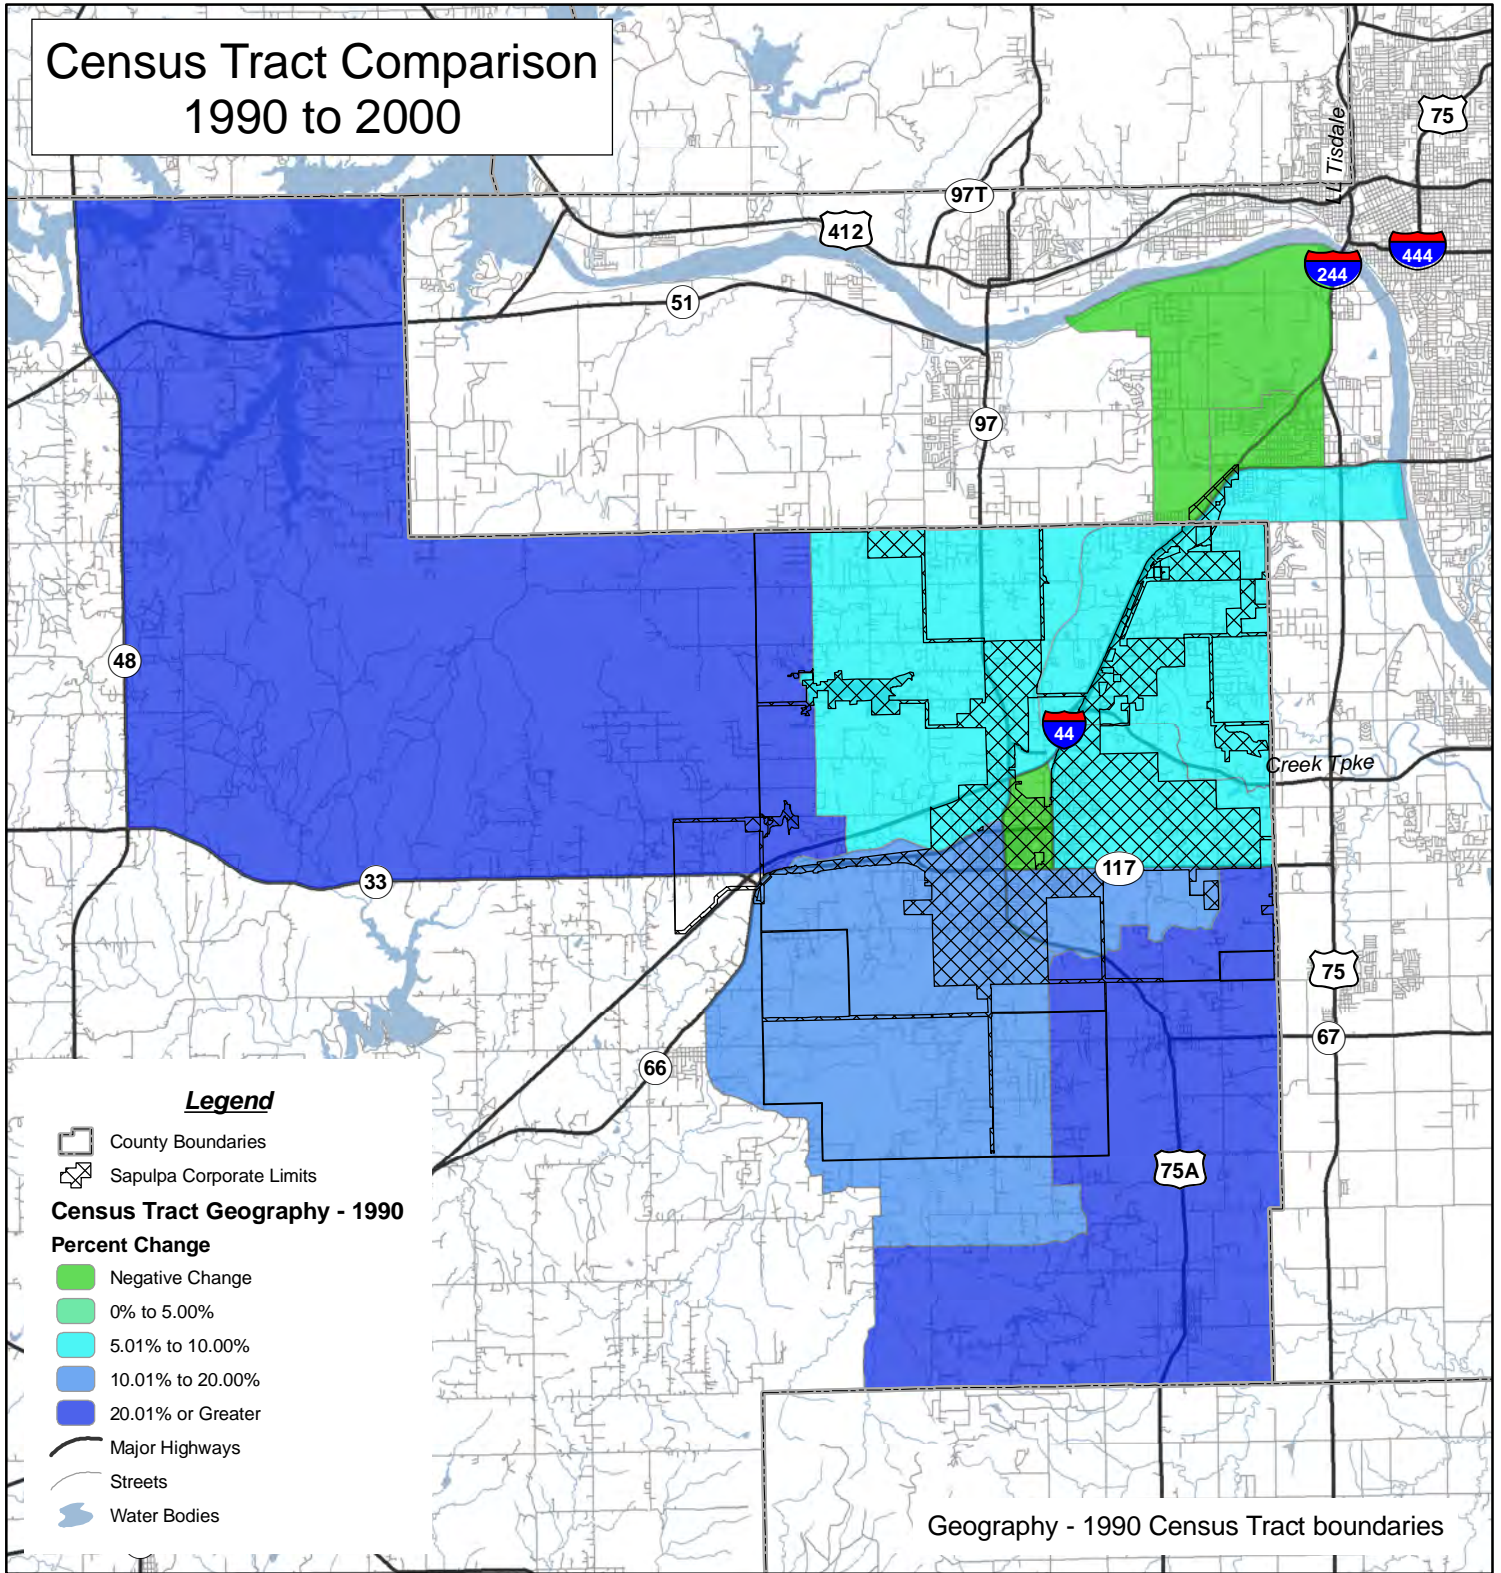 Census Tract Comparison
1990 to 2000
LL Tisdale
75
97T
412
444
244
51
97
48
44
Creek Tpke
117
33
75
67
66
75A
Legend
County Boundaries
Sapulpa Corporate Limits
Census Tract Geography - 1990
Percent Change
Negative Change
0% to 5.00%
5.01% to 10.00%
10.01% to 20.00%
20.01% or Greater
Major Highways
Streets
Water Bodies
Geography - 1990 Census Tract boundaries